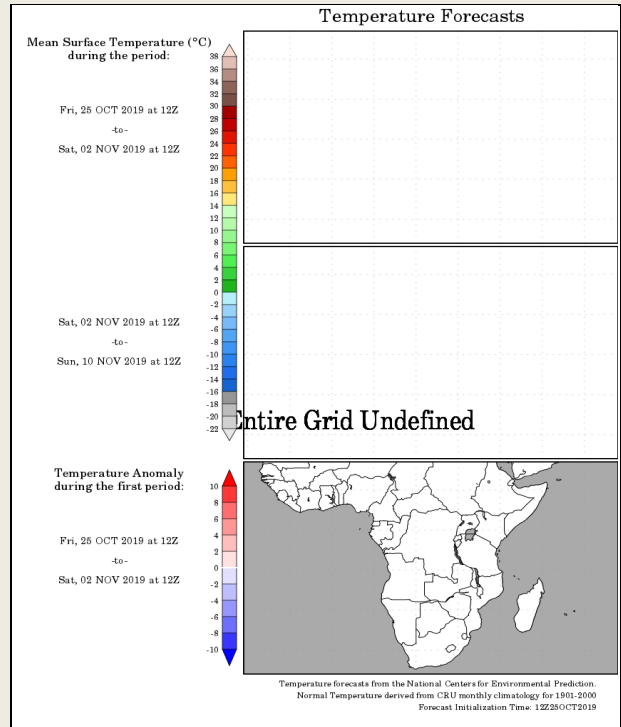 Temperature Forecasts
Mean Surface Temperature (°C)
during the period:
Fri, 25 OCT 2019 at 12Z
-to-
Sat, 02 NOV 2019 at 12Z
38
36
34
32
30
28
26
24
22
20
18
16
14
12
10
8
6
4
2
0
-2
-4
-6
-8
-10
-12
-14
-16
-18
-20
-22
Sat, 02 NOV 2019 at 12Z
-to-
Sun, 10 NOV 2019 at 12Z
Entire Grid Undefined
Temperature Anomaly
during the first period:
Fri, 25 OCT 2019 at 12Z
-to-
Sat, 02 NOV 2019 at 12Z
10
8
6
4
2
0
-2
-4
-6
-8
-10
Temperature forecasts from the National Centers for Environmental Prediction.
Normal Temperature derived from CRU monthly climatology for 1901-2000
Forecast Initialization Time: 12Z25OCT2019